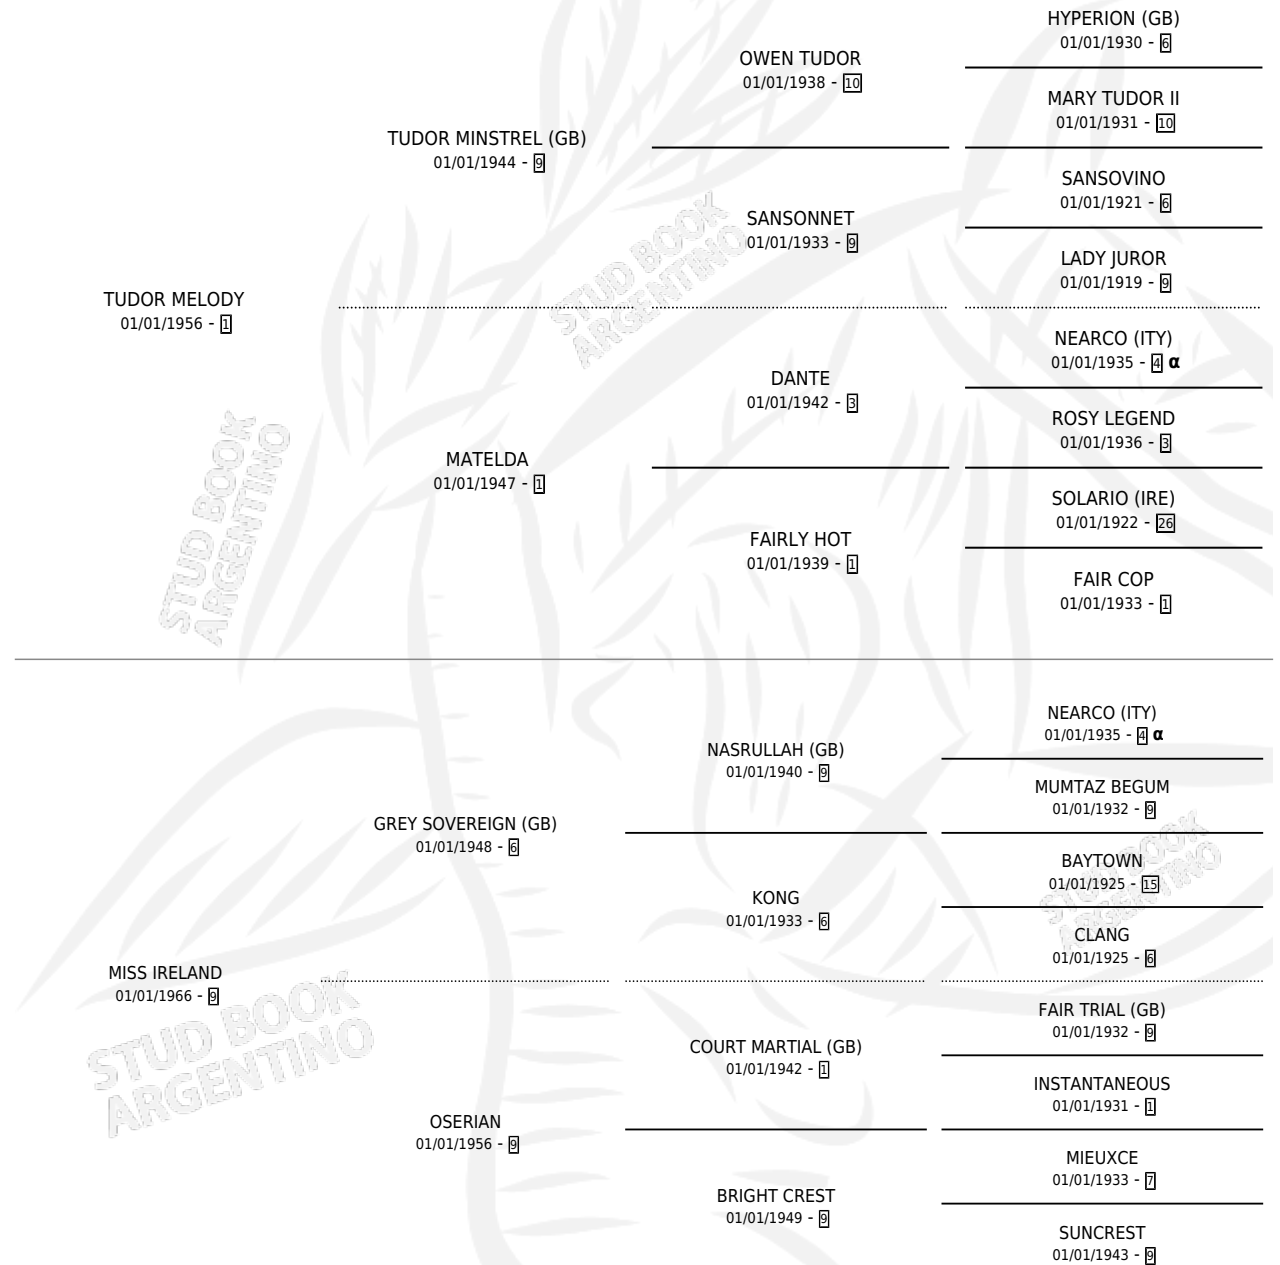 HYPERION (GB)
01/01/1930 - 6
OWEN TUDOR
01/01/1938 - 10
MARY TUDOR II
01/01/1931 - 10
TUDOR MINSTREL (GB)
01/01/1944 - 9
SANSOVINO
01/01/1921 - 6
SANSONNET
01/01/1933 - 9
LADY JUROR
01/01/1919 - 9
TUDOR MELODY
01/01/1956 - 1
NEARCO (ITY)
01/01/1935 - 4 α
DANTE
01/01/1942 - 3
ROSY LEGEND
01/01/1936 - 3
MATELDA
01/01/1947 - 1
SOLARIO (IRE)
01/01/1922 - 26
FAIRLY HOT
01/01/1939 - 1
FAIR COP
01/01/1933 - 1
NEARCO (ITY)
01/01/1935 - 4 α
NASRULLAH (GB)
01/01/1940 - 9
MUMTAZ BEGUM
01/01/1932 - 9
GREY SOVEREIGN (GB)
01/01/1948 - 6
BAYTOWN
01/01/1925 - 15
KONG
01/01/1933 - 6
CLANG
01/01/1925 - 6
MISS IRELAND
01/01/1966 - 9
FAIR TRIAL (GB)
01/01/1932 - 9
COURT MARTIAL (GB)
01/01/1942 - 1
INSTANTANEOUS
01/01/1931 - 1
OSERIAN
01/01/1956 - 9
MIEUXCE
01/01/1933 - 7
BRIGHT CREST
01/01/1949 - 9
SUNCREST
01/01/1943 - 9
STUD BOOK
ARGENTINO
STUD BOOK
ARGENTINO
STUD BOOK
ARGENTINO
STUD BOOK
ARGENTINO